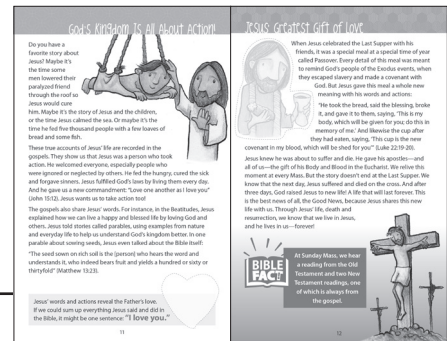 God's Kingdom Is All About Action!
Do you have a
favorite story about
Jesus? Maybe it's
the time some
men lowered their
paralyzed friend
through the roof so
Jesus would cure
him. Maybe it's the story of Jesus and the children,
or the time Jesus calmed the sea. Or maybe it's the
time he fed five thousand people with a few loaves of
bread and some fish.
These true accounts of Jesus' life are recorded in the
gospels. They show us that Jesus was a person who took
action. He welcomed everyone, especially people who
were ignored or neglected by others. He fed the hungry, cured the sick
and forgave sinners. Jesus fulfilled God's laws by living them every day.
And he gave us a new commandment: "Love one another as I love you"
(John 15:12). Jesus wants us to take action too!
The gospels also share Jesus' words. For instance, in the Beatitudes, Jesus
explained how we can live a happy and blessed life by loving God and
others. Jesus told stories called parables, using examples from nature
and everyday life to help us understand God's kingdom better. In one
parable about sowing seeds, Jesus even talked about the Bible itself:
"The seed sown on rich soil is the [person] who hears the word and
understands it, who indeed bears fruit and yields a hundred or sixty or
thirtyfold" (Matthew 13:23).
Jesus' words and actions reveal the Father's love.
If we could sum up everything Jesus said and did in
the Bible, it might be one sentence: "I love you."
11
Jesus' Greatest Gift of Love
When Jesus celebrated the Last Supper with his
friends, it was a special meal at a special time of year
called Passover. Every detail of this meal was meant
to remind God's people of the Exodus events, when
they escaped slavery and made a covenant with
God. But Jesus gave this meal a whole new
meaning with his words and actions:
"He took the bread, said the blessing, broke
it, and gave it to them, saying, 'This is my
body, which will be given for you; do this in
memory of me.' And likewise the cup after
they had eaten, saying, 'This cup is the new
covenant in my blood, which will be shed for you'" (Luke 22:19-20).
Jesus knew he was about to suffer and die. He gave his apostles—and
all of us—the gift of his Body and Blood in the Eucharist. We relive this
moment at every Mass. But the story doesn't end at the Last Supper. We
know that the next day, Jesus suffered and died on the cross. And after
three days, God raised Jesus to new life! A life that will last forever. This
is the best news of all, the Good News, because Jesus shares this new
life with us. Through Jesus' life, death and
resurrection, we know that we live in Jesus,
and he lives in us—forever!
BIBLE
FACT
At Sunday Mass, we hear
a reading from the Old
Testament and two New
Testament readings, one
of which is always from
the gospel.
12